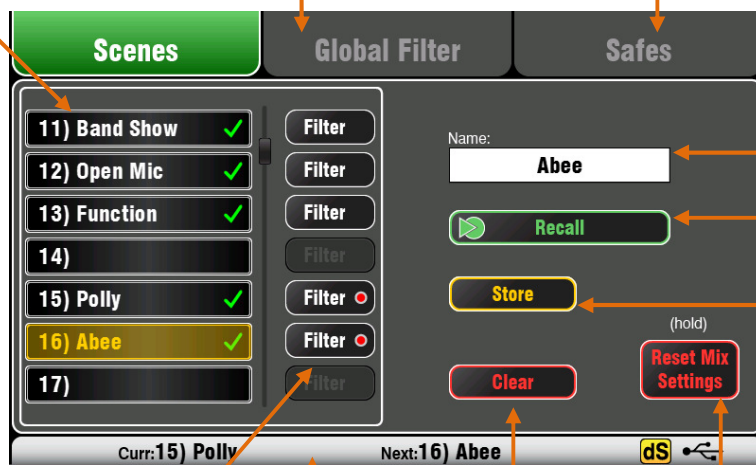 Scenes Global Filter Safes
11) Band Show Filter
12) Open Mic Filter
13) Function Filter
14) Filter
15) Polly Filter
16) Abee Filter
17) Filter
Name:
Abee
Recall
Store
(hold)
Clear
Reset Mix
Settings
Curr:15) Polly Next:16) Abee dS